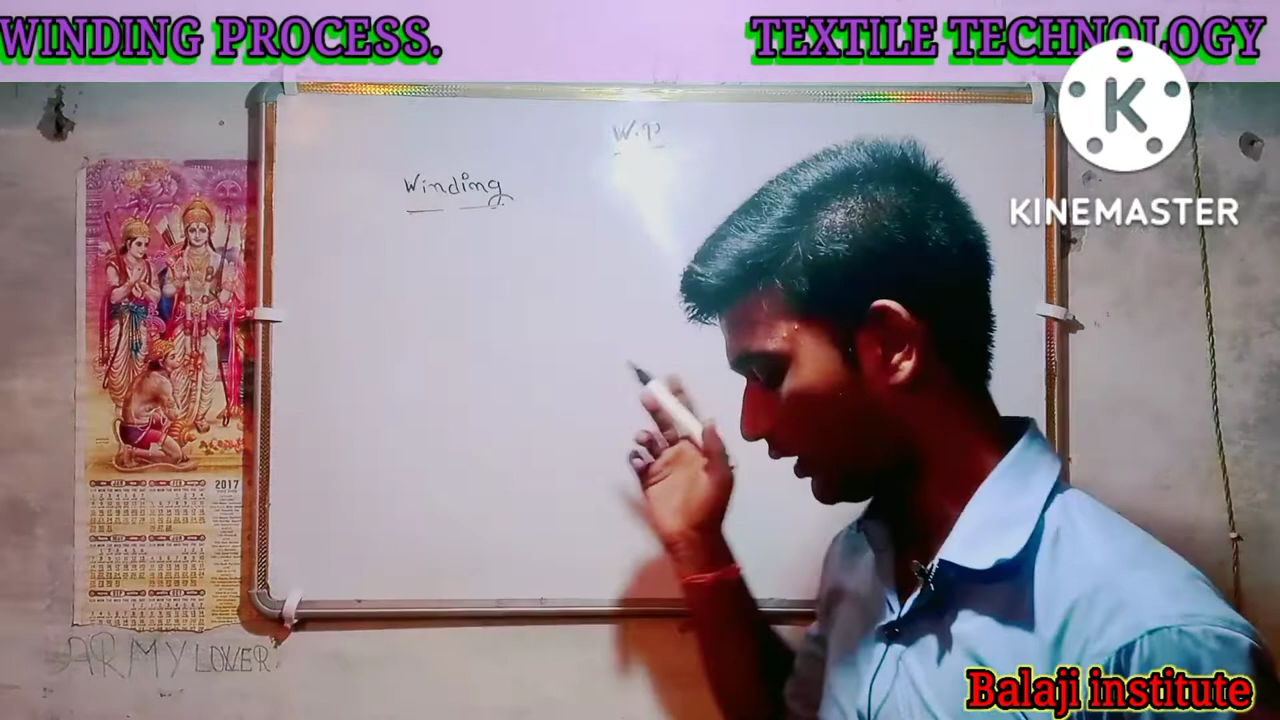 WINDING PROCESS.
TEXTILE TECHNOLOGY
K
KINEMASTER
W.P
Winding
2017
ARMY LOVER
Balaji institute